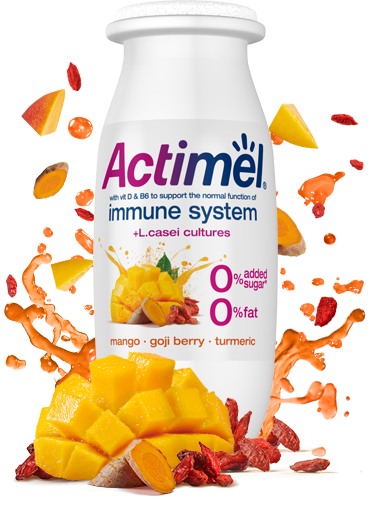 Actimel®
with vit D & B6 to support the normal function of
immune system
+L.casei cultures
0% added sugar*
0% fat
mango · goji berry · turmeric